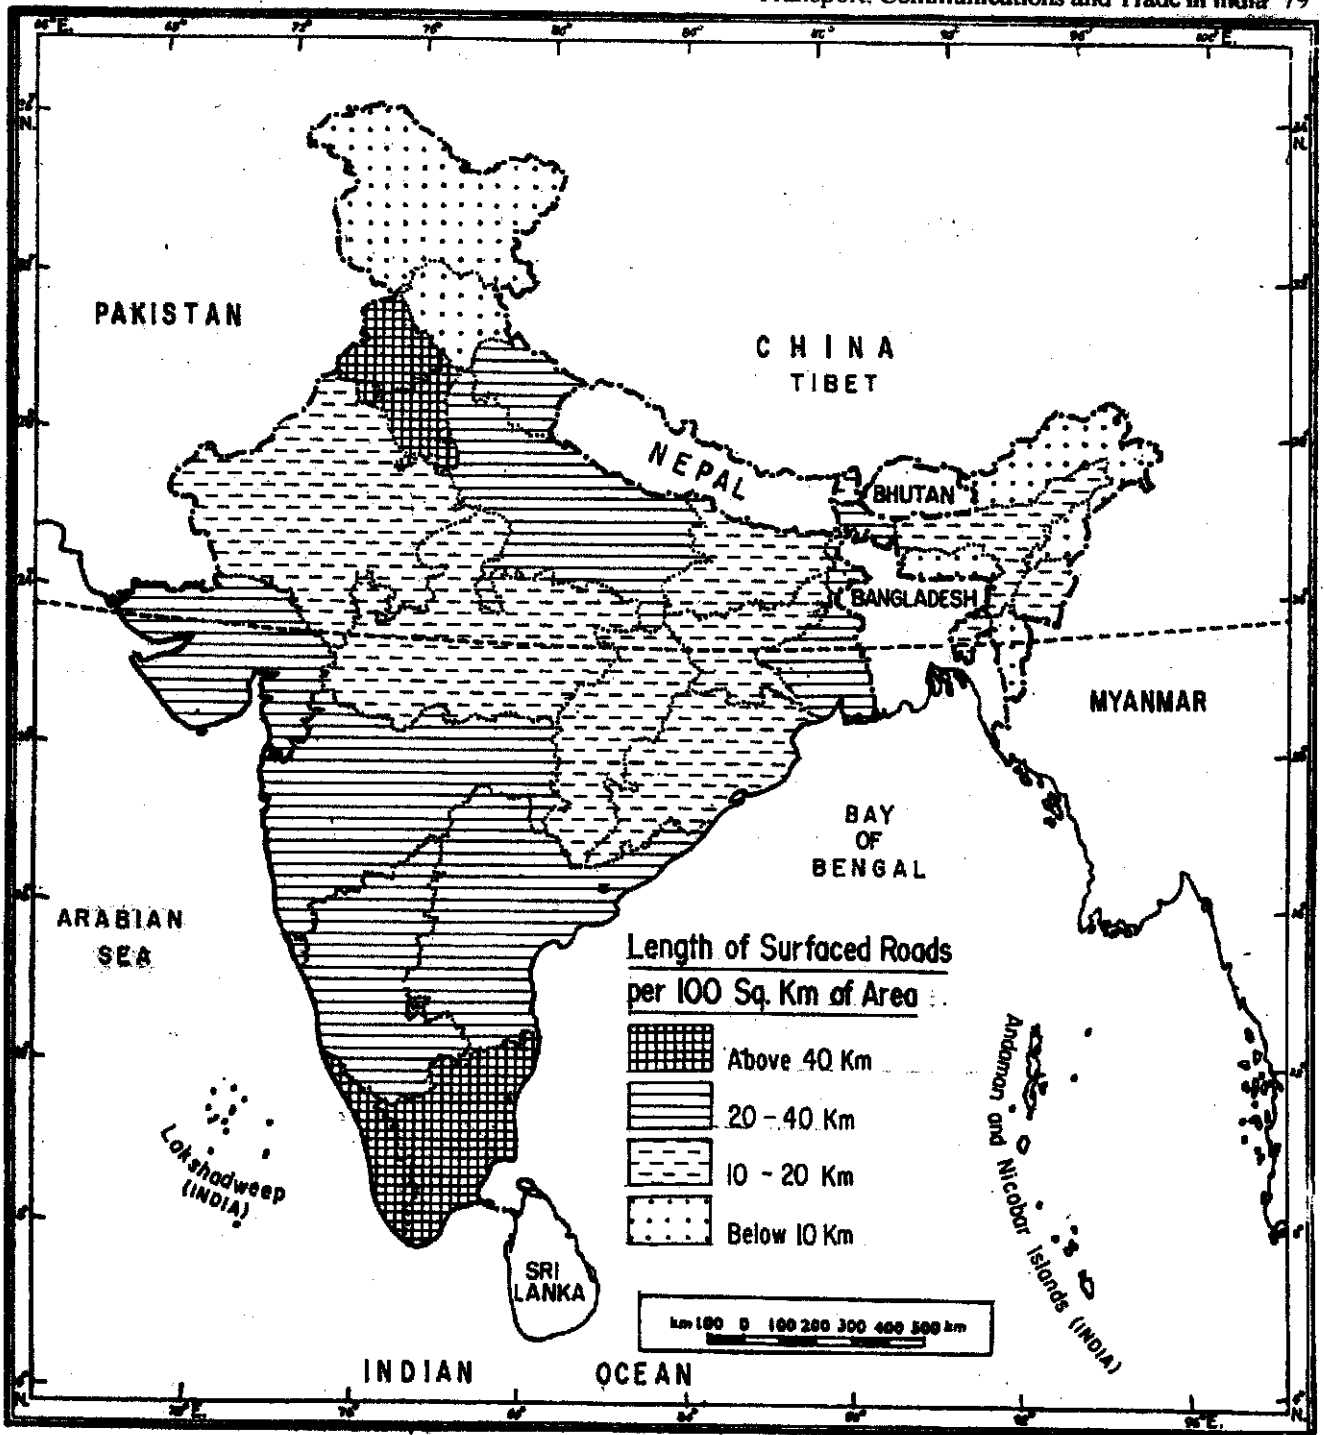 Transport, Communications and Trade in India 79
PAKISTAN
CHINA
TIBET
NEPAL
BHUTAN
BANGLADESH
MYANMAR
BAY
OF
BENGAL
ARABIAN
SEA
Length of Surfaced Roads
per 100 Sq. Km of Area
Above 40 Km
20-40 Km
10-20 Km
Below 10 Km
Lakshadweep
(INDIA)
Andaman and Nicobar Islands (INDIA)
SRI
LANKA
km 100 0 100 200 300 400 500 km
INDIAN OCEAN